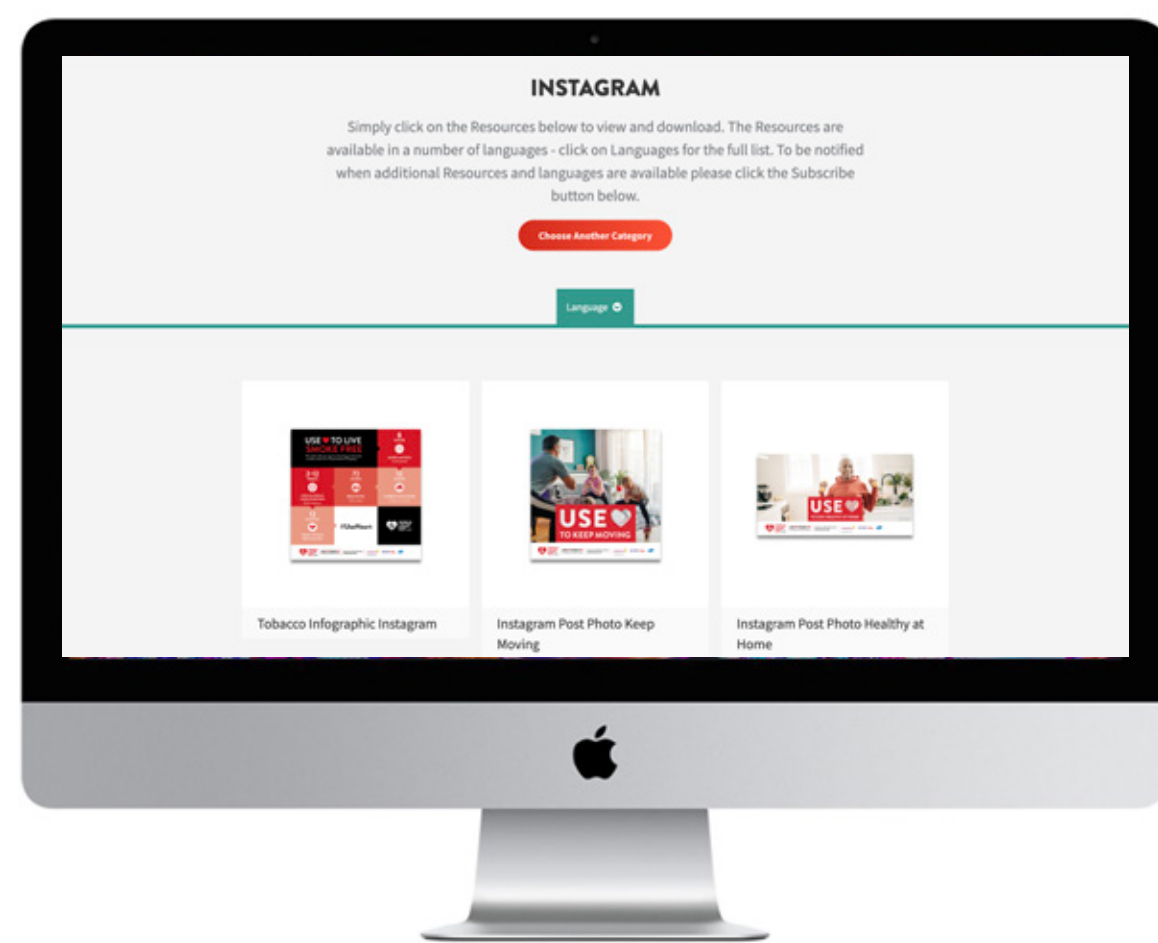 INSTAGRAM
Simply click on the Resources below to view and download. The Resources are
available in a number of languages - click on Languages for the full list. To be notified
when additional Resources and languages are available please click the Subscribe
button below.
Choose Another Category
Language
USE TO LIVE
SMOKE FREE
#UseHeart
USE
TO KEEP MOVING
USE
Tobacco Infographic Instagram
Instagram Post Photo Keep
Moving
Instagram Post Photo Healthy at
Home